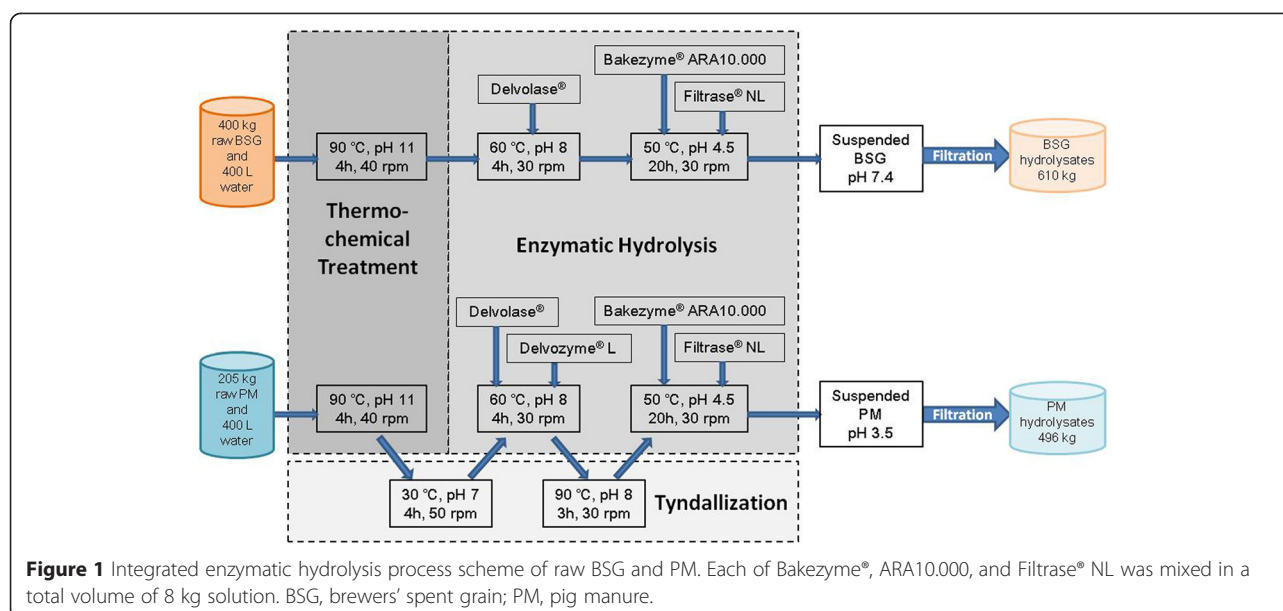 Bakezyme® ARA10.000
Delvolase®
Filtrase® NL
400 kg
raw BSG
and
400 L
water
90 °C, pH 11
4h, 40 rpm
60 °C, pH 8
4h, 30 rpm
50 °C, pH 4.5
20h, 30 rpm
Suspended
BSG
pH 7.4
Filtration
BSG
hydrolysates
610 kg
Thermo-
chemical
Treatment
Enzymatic Hydrolysis
Delvolase®
Bakezyme® ARA10.000
Delvozyme® L
Filtrase® NL
205 kg
raw PM
and
400 L
water
90 °C, pH 11
4h, 40 rpm
60 °C, pH 8
4h, 30 rpm
50 °C, pH 4.5
20h, 30 rpm
Suspended
PM
pH 3.5
Filtration
PM
hydrolysates
496 kg
30 °C, pH 7
4h, 50 rpm
90 °C, pH 8
3h, 30 rpm
Tyndallization
Figure 1 Integrated enzymatic hydrolysis process scheme of raw BSG and PM. Each of Bakezyme®, ARA10.000, and Filtrase® NL was mixed in a
total volume of 8 kg solution. BSG, brewers' spent grain; PM, pig manure.